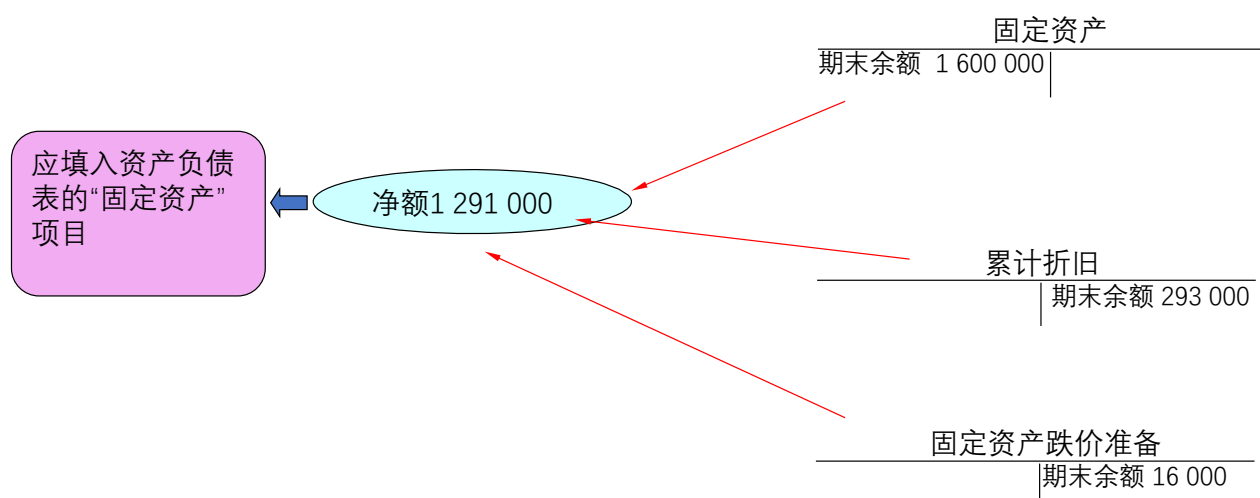 固定资产
期末余额 1 600 000
应填入资产负债
表的“固定资产”
项目
净额1 291 000
累计折旧
期末余额 293 000
固定资产跌价准备
期末余额 16 000